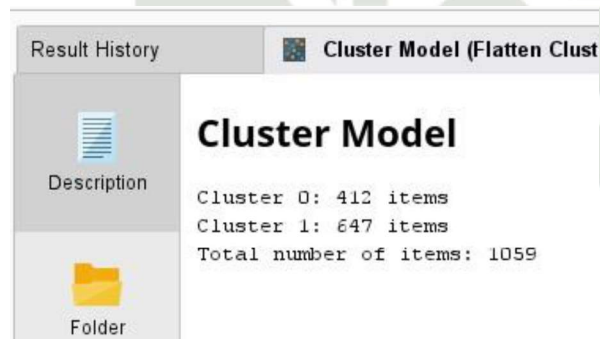 Result History
Cluster Model (Flatten Clust
Description
Cluster Model
Cluster 0: 412 items
Cluster 1: 647 items
Total number of items: 1059
Folder